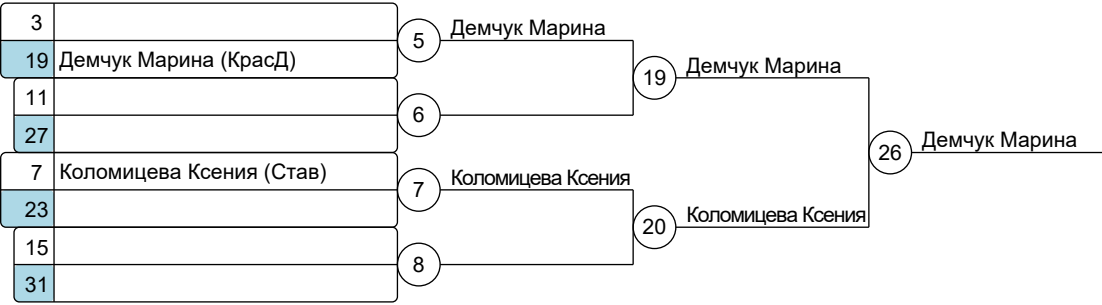 3
19 Демчук Марина (КрасД)
11
27
7 Коломицева Ксения (Став)
23
15
31
5 Демчук Марина
6
7 Коломицева Ксения
8
19 Демчук Марина
20 Коломицева Ксения
26 Демчук Марина